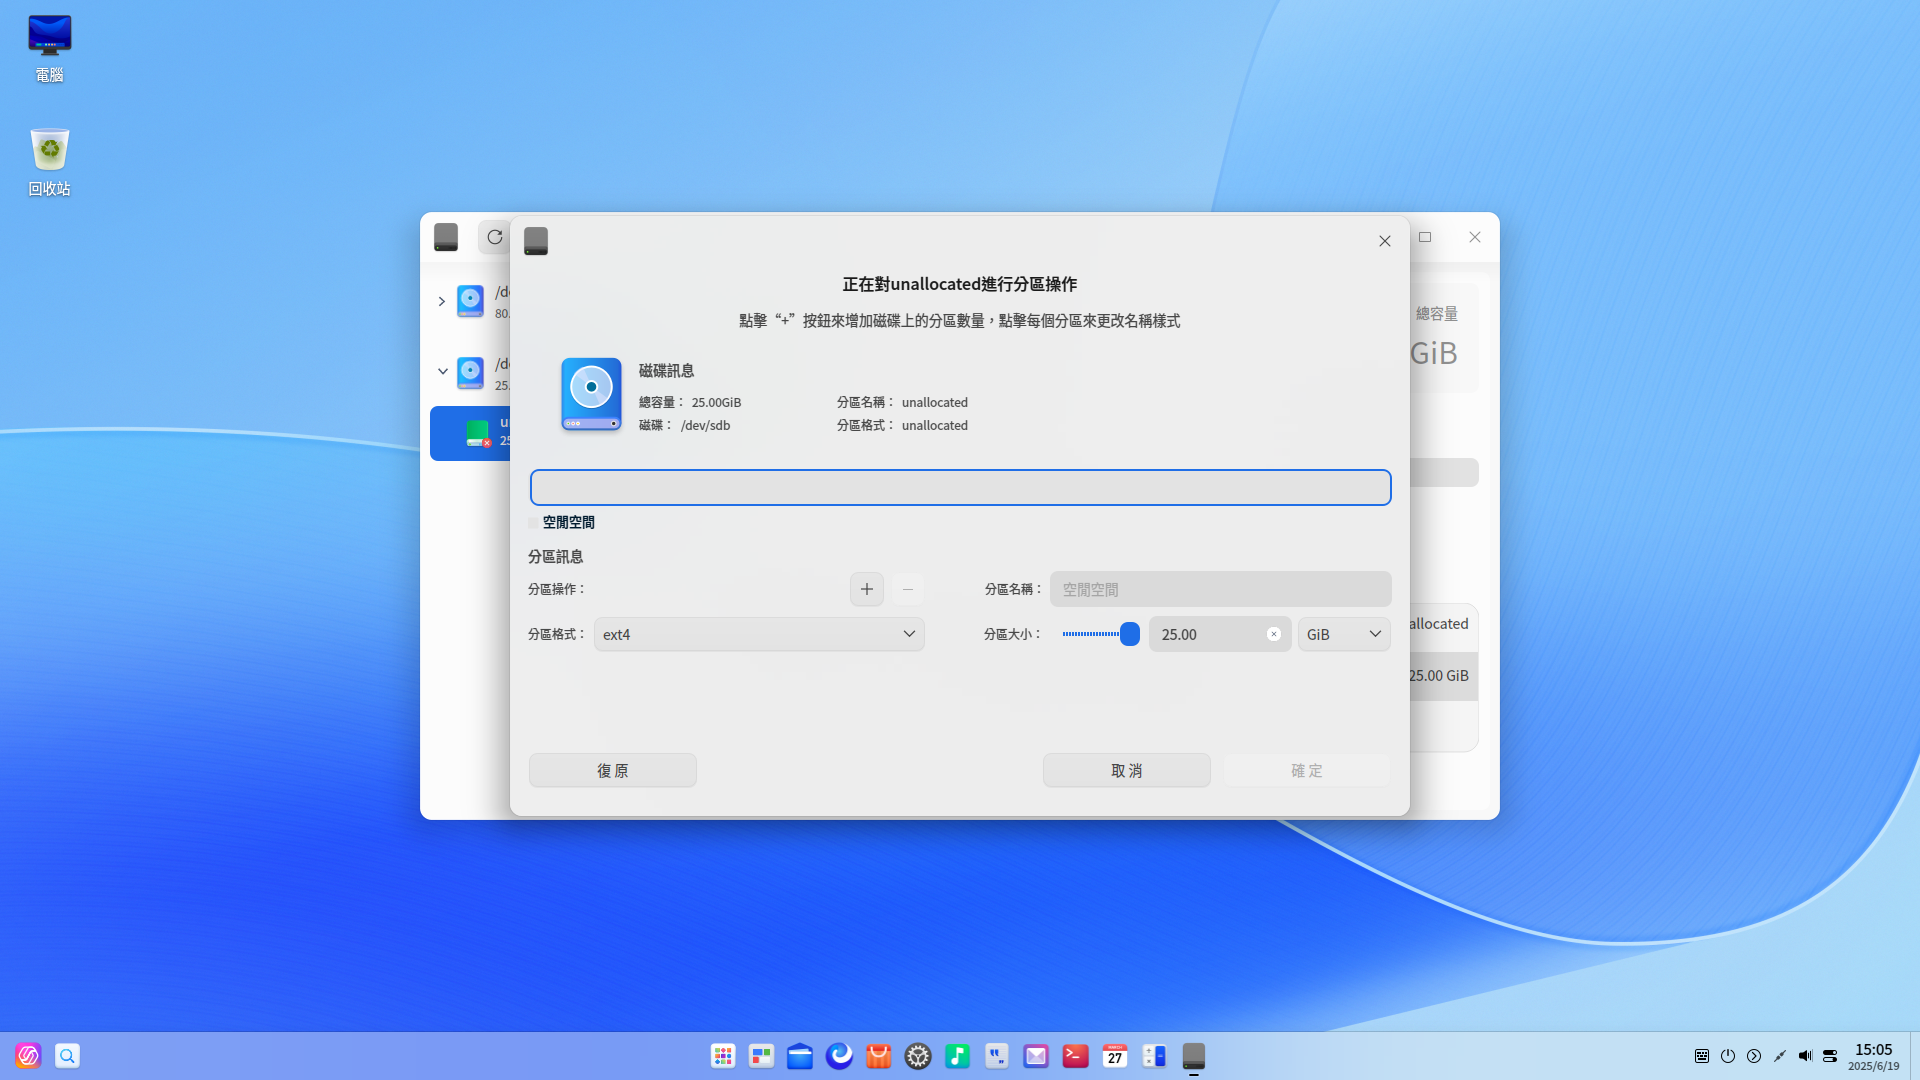 電腦
回收站
總容量
GiB
正在對unallocated進行分區操作
點擊“+”按鈕來增加磁碟上的分區數量，點擊每個分區來更改名稱樣式
磁碟訊息
總容量： 25.00GiB
分區名稱： unallocated
磁碟： /dev/sdb
分區格式： unallocated
空閒空間
分區訊息
分區操作：
分區名稱： 空閒空間
分區格式： ext4
分區大小： 25.00 GiB
allocated
25.00 GiB
復原
取消
確定
MARCH
27
15:05
2025/6/19